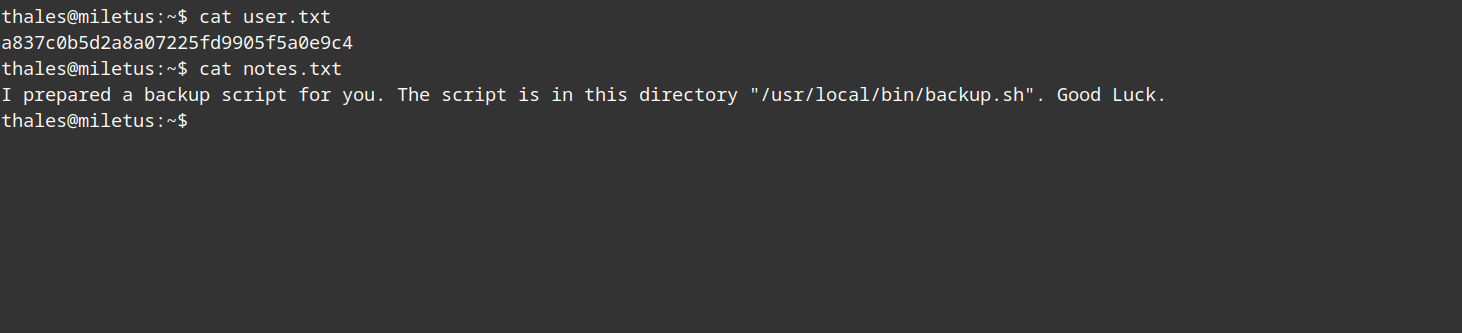 thales@miletus:~$ cat user.txt
a837c0b5d2a8a07225fd9905f5a0e9c4
thales@miletus:~$ cat notes.txt
I prepared a backup script for you. The script is in this directory "/usr/local/bin/backup.sh". Good Luck.
thales@miletus:~$